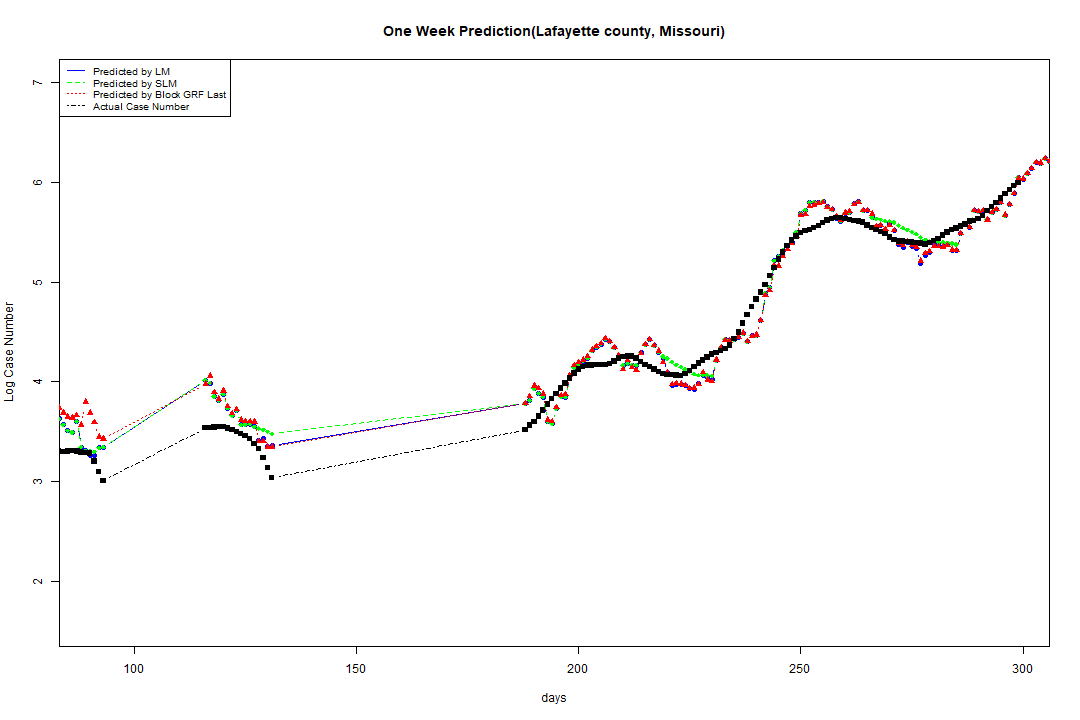 One Week Prediction(Lafayette county, Missouri)
Predicted by LM
Predicted by SLM
Predicted by Block GRF Last
Actual Case Number
7
6
5
4
3
2
Log Case Number
100 150 200 250 300
days